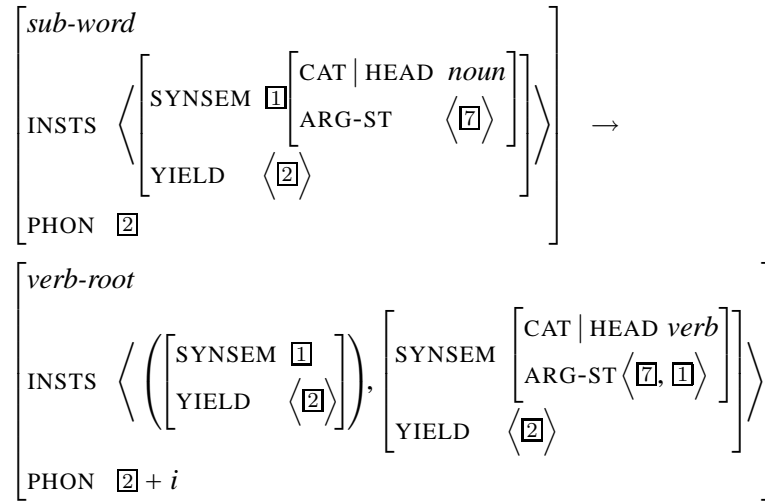 sub-word
INSTS ⟨ [ SYNSEM 1 [ CAT | HEAD noun
ARG-ST ⟨ 7 ⟩ ]
YIELD ⟨ 2 ⟩ ] ⟩ →
PHON 2
verb-root
INSTS ⟨ ( [ SYNSEM 1
YIELD ⟨ 2 ⟩ ] ), [ SYNSEM [ CAT | HEAD verb
ARG-ST ⟨ 7, 1 ⟩ ]
YIELD ⟨ 2 ⟩ ] ⟩
PHON 2 + i